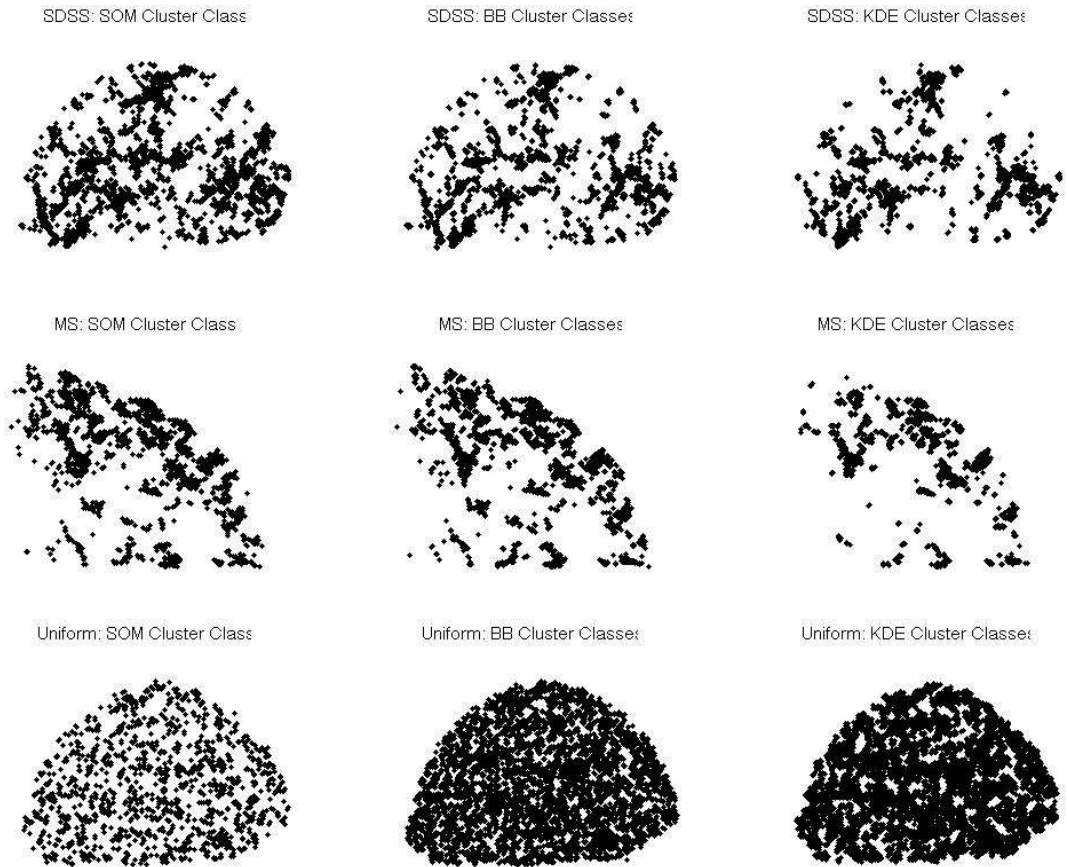 SDSS: SOM Cluster Class
SDSS: BB Cluster Classes
SDSS: KDE Cluster Classes
MS: SOM Cluster Class
MS: BB Cluster Classes
MS: KDE Cluster Classes
Uniform: SOM Cluster Class
Uniform: BB Cluster Classes
Uniform: KDE Cluster Classes